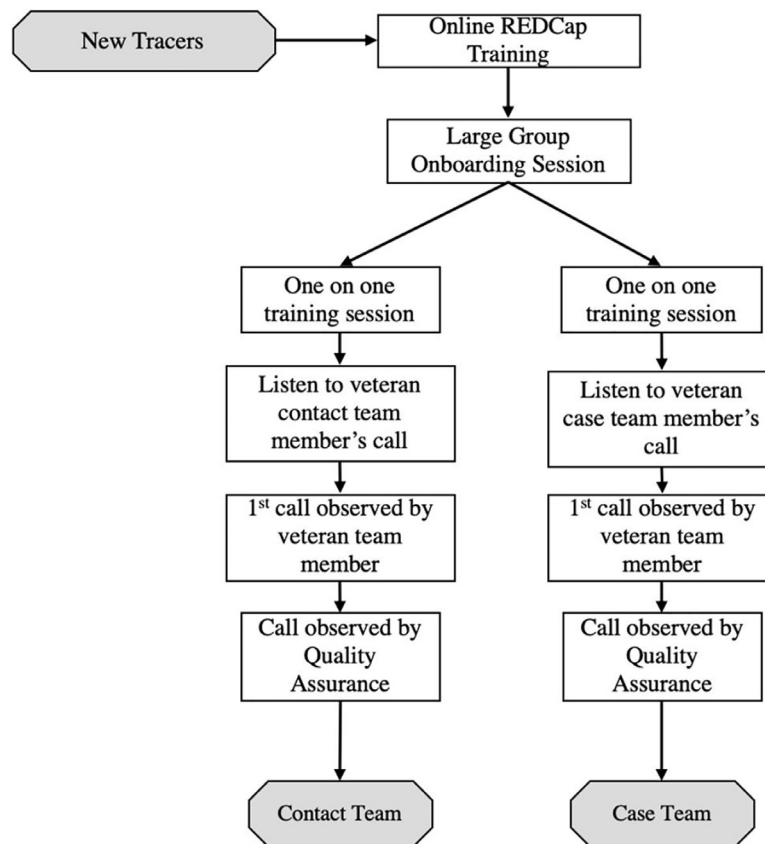 New Tracers
Online REDCap
Training
Large Group
Onboarding Session
One on one
training session
Listen to veteran
contact team
member’s call
1st call observed by
veteran team
member
Call observed by
Quality
Assurance
Contact Team
One on one
training session
Listen to veteran
case team member’s
call
1st call observed by
veteran team
member
Call observed by
Quality
Assurance
Case Team